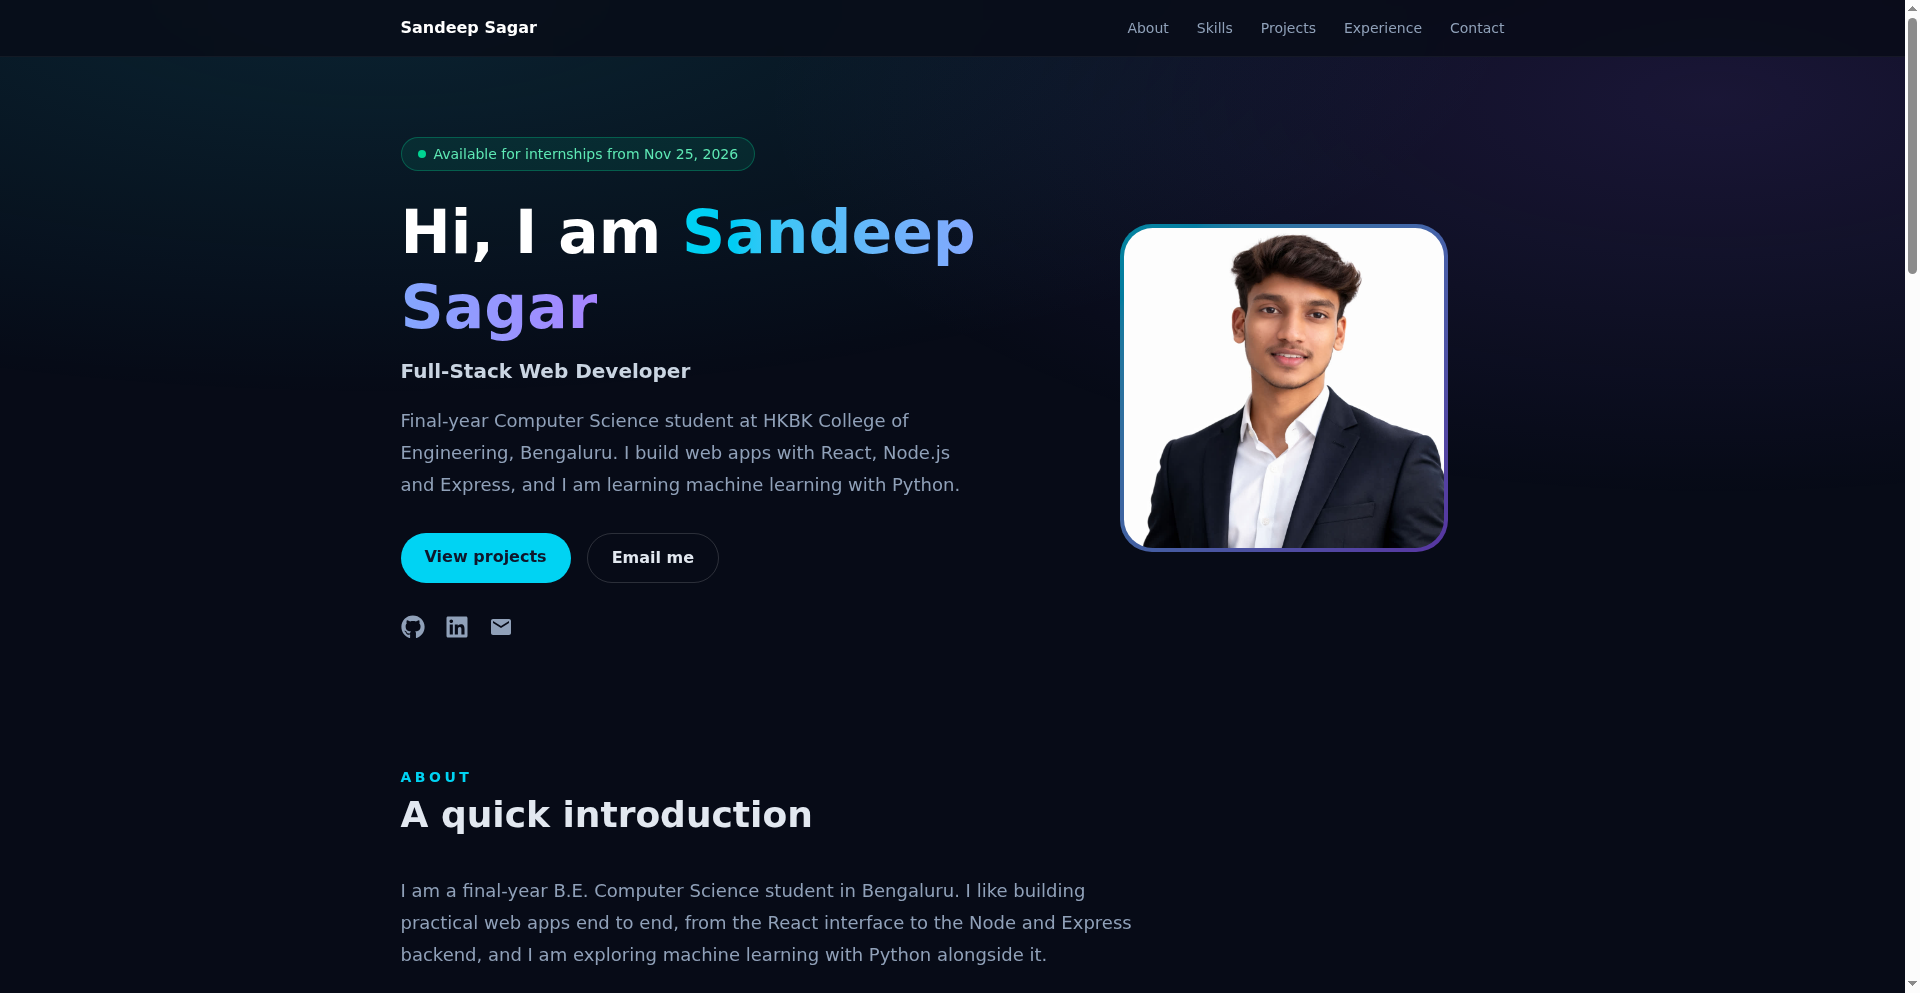 Sandeep Sagar
About
Skills
Projects
Experience
Contact
Available for internships from Nov 25, 2026
Hi, I am Sandeep
Sagar
Full-Stack Web Developer
Final-year Computer Science student at HKBK College of
Engineering, Bengaluru. I build web apps with React, Node.js
and Express, and I am learning machine learning with Python.
View projects
Email me
ABOUT
A quick introduction
I am a final-year B.E. Computer Science student in Bengaluru. I like building
practical web apps end to end, from the React interface to the Node and Express
backend, and I am exploring machine learning with Python alongside it.